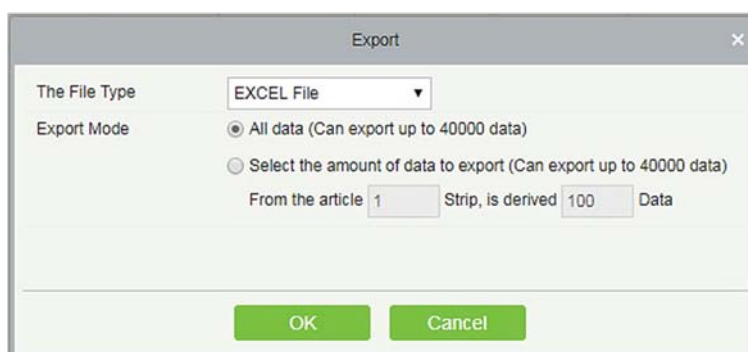 Export ×
The File Type EXCEL File ▼
Export Mode All data (Can export up to 40000 data)
Select the amount of data to export (Can export up to 40000 data)
From the article 1 Strip, is derived 100 Data
OK Cancel